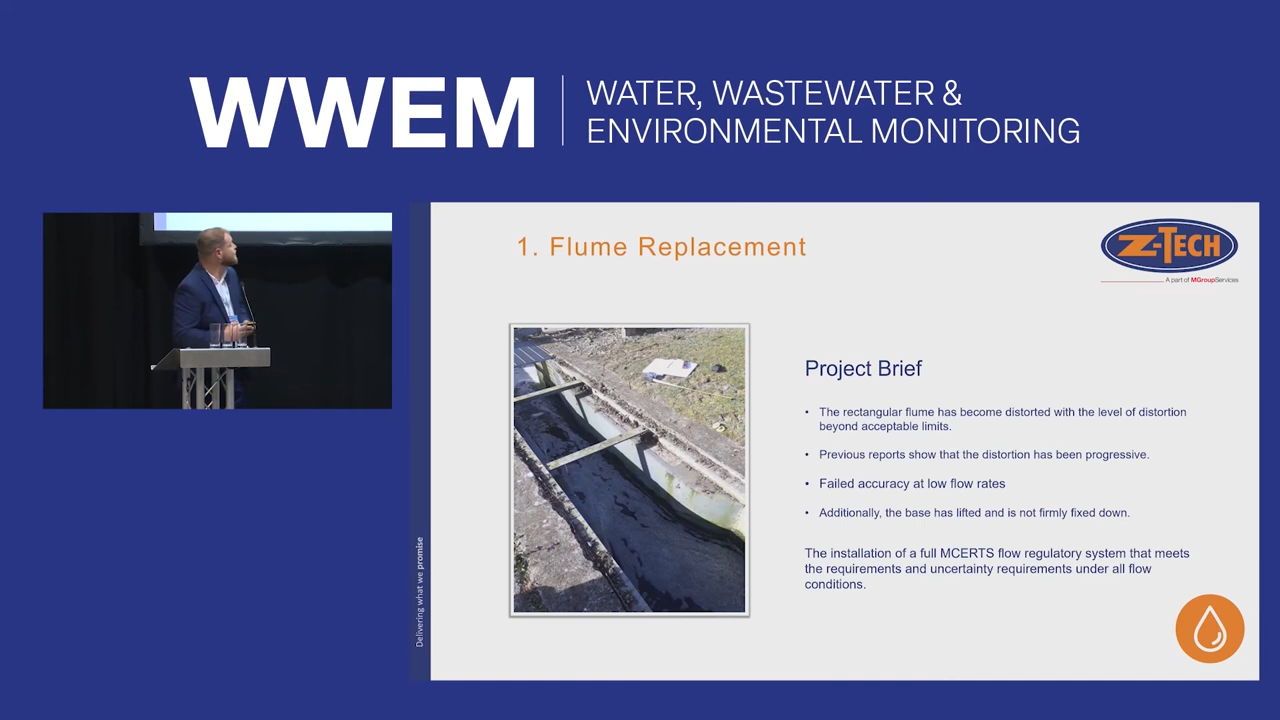 WWEM
WATER, WASTEWATER &
ENVIRONMENTAL MONITORING
1. Flume Replacement
Z-TECH
A part of MGroupServices
Project Brief
• The rectangular flume has become distorted with the level of distortion
beyond acceptable limits.
• Previous reports show that the distortion has been progressive.
• Failed accuracy at low flow rates
• Additionally, the base has lifted and is not firmly fixed down.
The installation of a full MCERTS flow regulatory system that meets
the requirements and uncertainty requirements under all flow
conditions.
Delivering what we promise